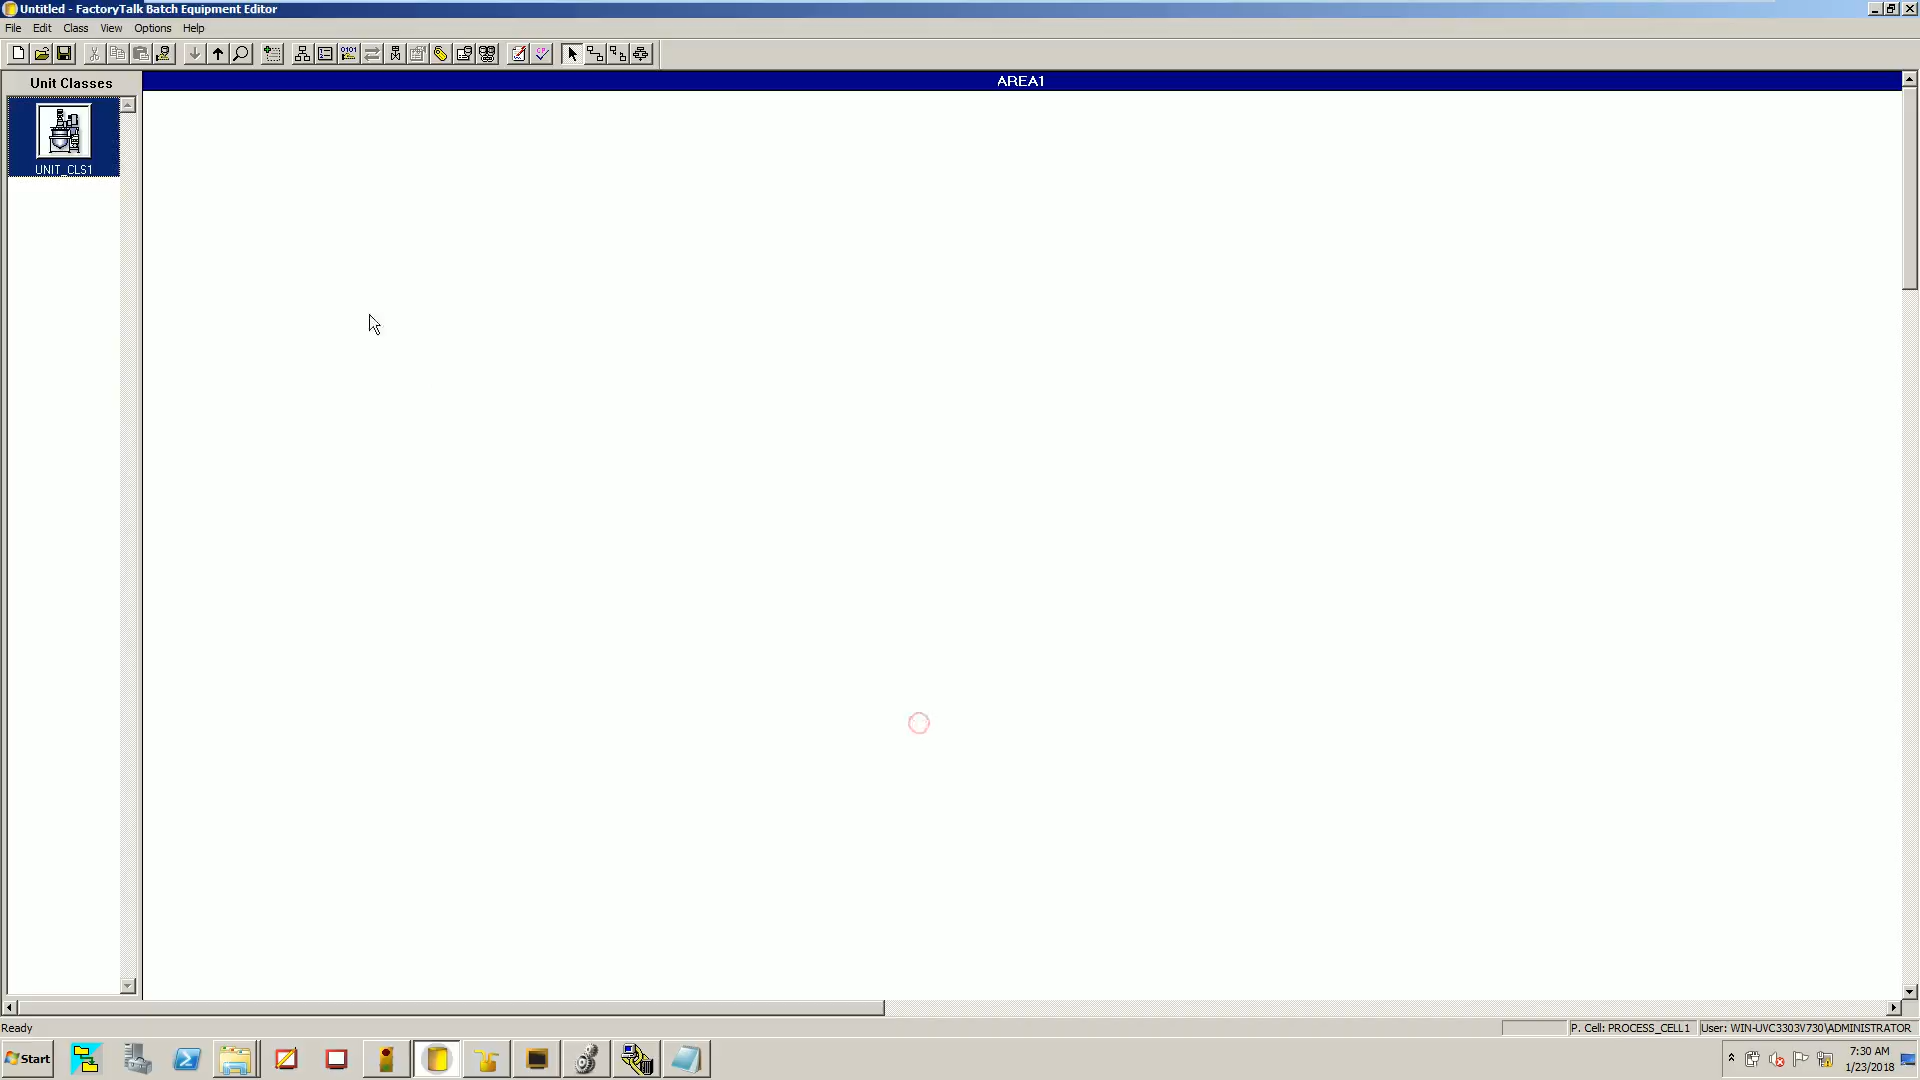 Untitled - FactoryTalk Batch Equipment Editor
File Edit Class View Options Help
Unit Classes
AREA1
UNIT_CLS1
Ready
P. Cell: PROCESS_CELL1
User: WIN-UVC3303V730\ADMINISTRATOR
Start
7:30 AM
1/23/2018